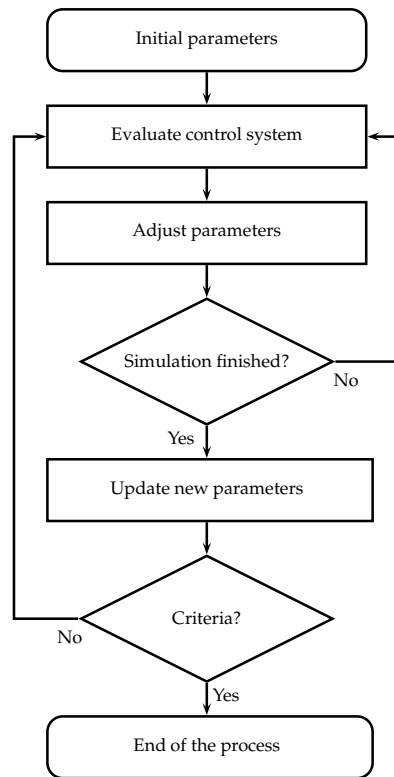 Initial parameters
Evaluate control system
Adjust parameters
Simulation finished?
No
Yes
Update new parameters
Criteria?
No
Yes
End of the process